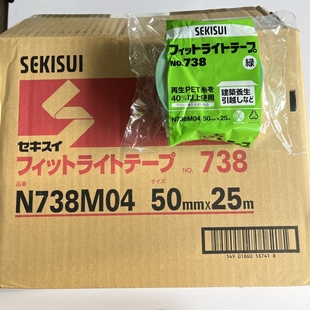 SEKISUI
セキスイ
フィットライトテープ NO. 738
品番 N738M04 サイズ 50mm×25m
SEKISUI
フィットライトテープ
NO.738
緑
再生PET糸を
40%以上使用
建築養生
引越しなど
N738M04 50mm×25m